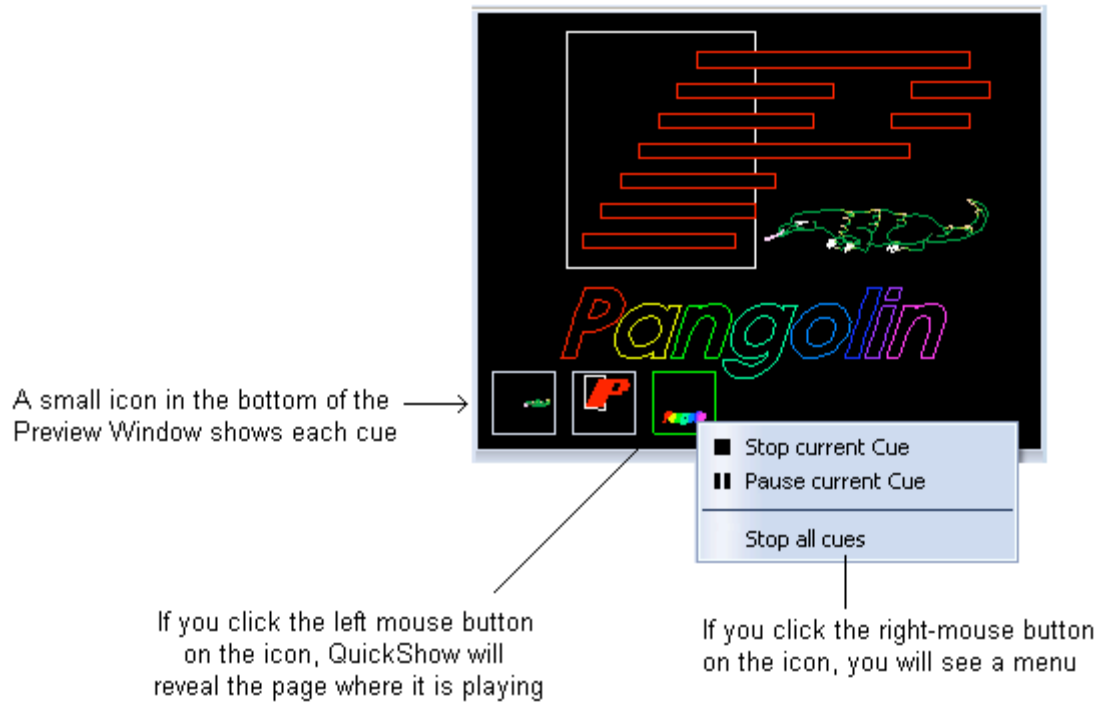 Pangolin
P
A small icon in the bottom of the
Preview Window shows each cue
Stop current Cue
Pause current Cue
Stop all cues
If you click the left mouse button
on the icon, QuickShow will
reveal the page where it is playing
If you click the right-mouse button
on the icon, you will see a menu